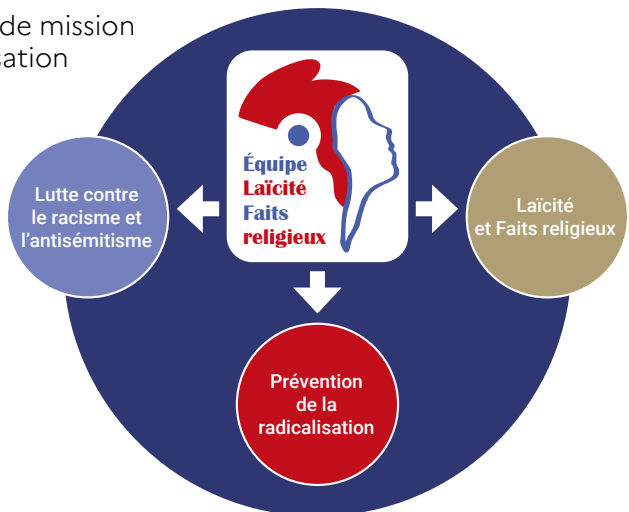 de mission
sation
Équipe
Laïcité
Faits
religieux
Lutte contre
le racisme et
l'antisémitisme
Laïcité
et Faits religieux
Prévention
de la
radicalisation